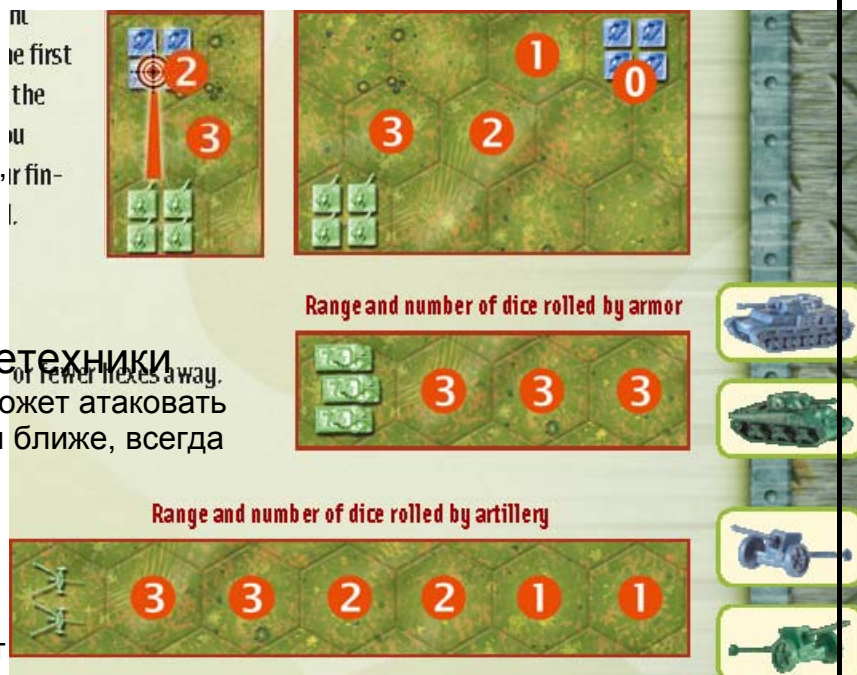 he first
the
2
3
fin-
1
0
3
2
Range and number of dice rolled by armor
етехники
or fewer hexes away.
ожет атаковать
ближе, всегда
3 3 3
Range and number of dice rolled by artillery
3 3 2 2 1 1